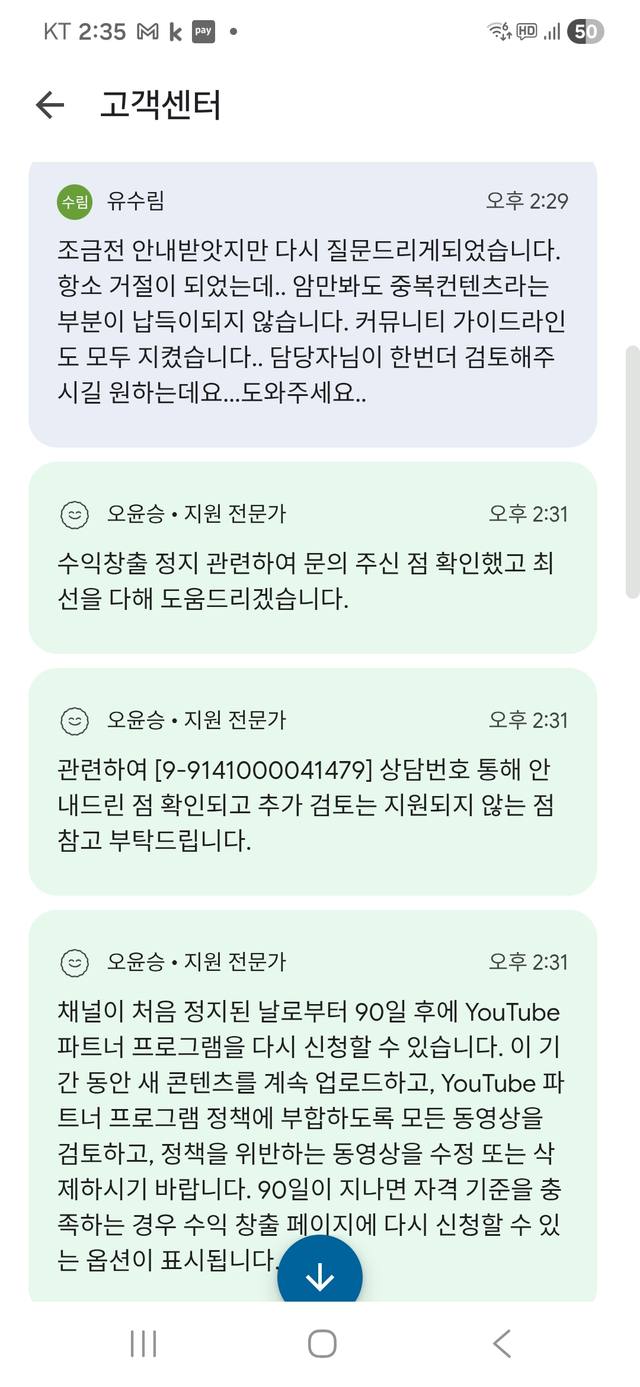 KT 2:35 M k pay HD 50
고객센터
수림 유수림 오후 2:29
조금전 안내받앗지만 다시 질문드리게되었습니다.
항소 거절이 되었는데.. 암만봐도 중복컨텐츠라는
부분이 납득이되지 않습니다. 커뮤니티 가이드라인
도 모두 지켰습니다.. 담당자님이 한번더 검토해주
시길 원하는데요...도와주세요..
오윤승 • 지원 전문가 오후 2:31
수익창출 정지 관련하여 문의 주신 점 확인했고 최
선을 다해 도움드리겠습니다.
오윤승 • 지원 전문가 오후 2:31
관련하여 [9-9141000041479] 상담번호 통해 안
내드린 점 확인되고 추가 검토는 지원되지 않는 점
참고 부탁드립니다.
오윤승 • 지원 전문가 오후 2:31
채널이 처음 정지된 날로부터 90일 후에 YouTube
파트너 프로그램을 다시 신청할 수 있습니다. 이 기
간 동안 새 콘텐츠를 계속 업로드하고, YouTube 파
트너 프로그램 정책에 부합하도록 모든 동영상을
검토하고, 정책을 위반하는 동영상을 수정 또는 삭
제하시기 바랍니다. 90일이 지나면 자격 기준을 충
족하는 경우 수익 창출 페이지에 다시 신청할 수 있
는 옵션이 표시됩니다.